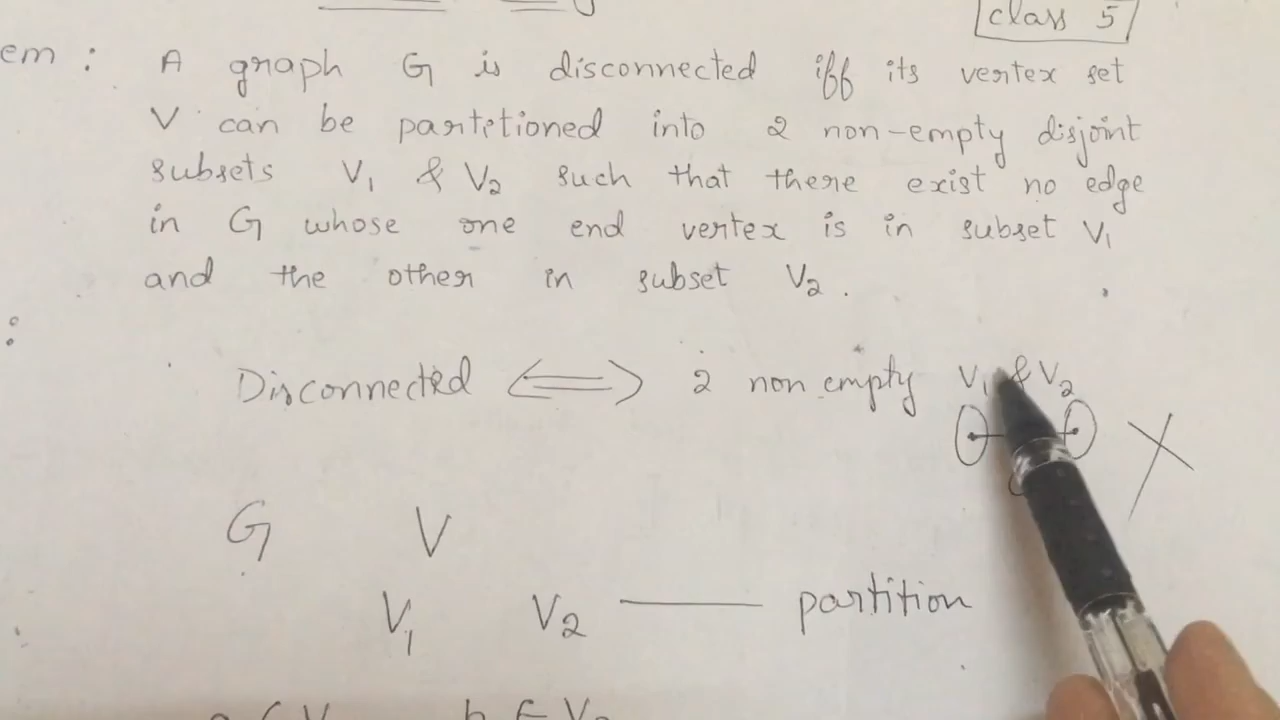 class 5
em : A graph G is disconnected iff its vertex set
V can be partitioned into 2 non-empty disjoint
subsets V₁ & V₂ such that there exist no edge
in G whose one end vertex is in subset V₁
and the other in subset V₂ .
:
Disconnected ⟺ 2 non empty V₁ & V₂
G V
V₁ V₂ — partition